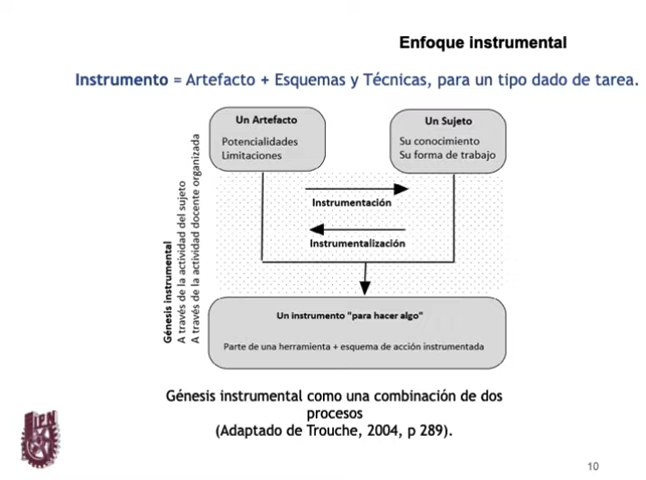 Enfoque instrumental
Instrumento = Artefacto + Esquemas y Técnicas, para un tipo dado de tarea.
Un Artefacto
Potencialidades
Limitaciones
Un Sujeto
Su conocimiento
Su forma de trabajo
Instrumentación
Instrumentalización
Génesis instrumental
A través de la actividad del sujeto
A través de la actividad docente organizada
Un instrumento "para hacer algo"
Parte de una herramienta + esquema de acción instrumentada
Génesis instrumental como una combinación de dos
procesos
(Adaptado de Trouche, 2004, p 289).
IPN
10